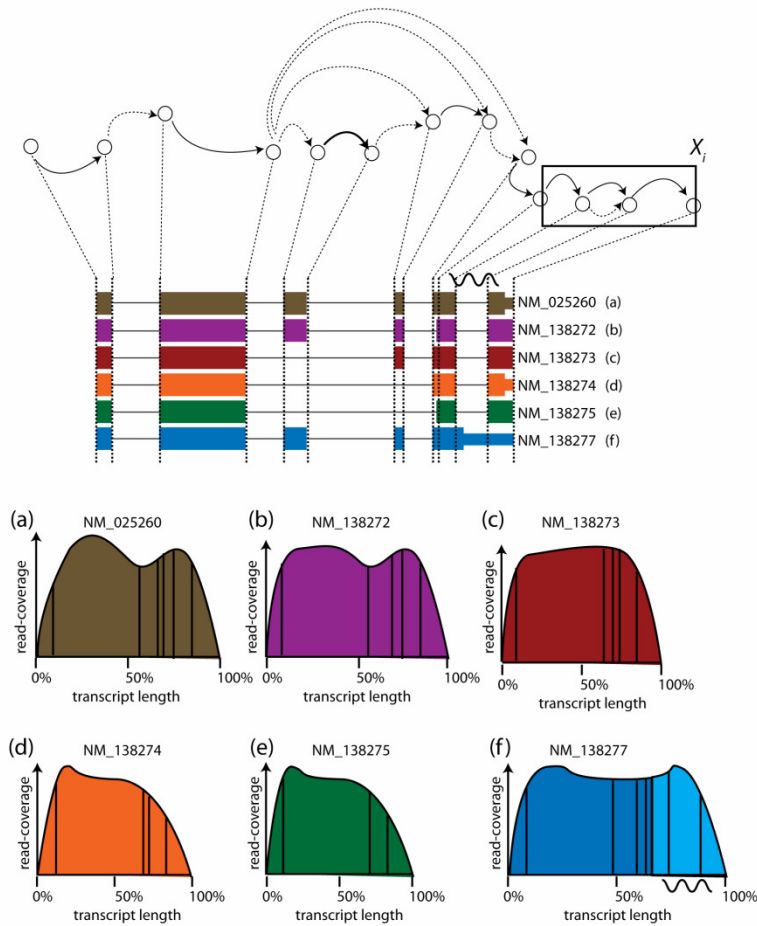 Xi
NM_025260 (a)
NM_138272 (b)
NM_138273 (c)
NM_138274 (d)
NM_138275 (e)
NM_138277 (f)
(a) NM_025260
read-coverage
0% 50% 100%
transcript length
(b) NM_138272
read-coverage
0% 50% 100%
transcript length
(c) NM_138273
read-coverage
0% 50% 100%
transcript length
(d) NM_138274
read-coverage
0% 50% 100%
transcript length
(e) NM_138275
read-coverage
0% 50% 100%
transcript length
(f) NM_138277
read-coverage
0% 50% 100%
transcript length